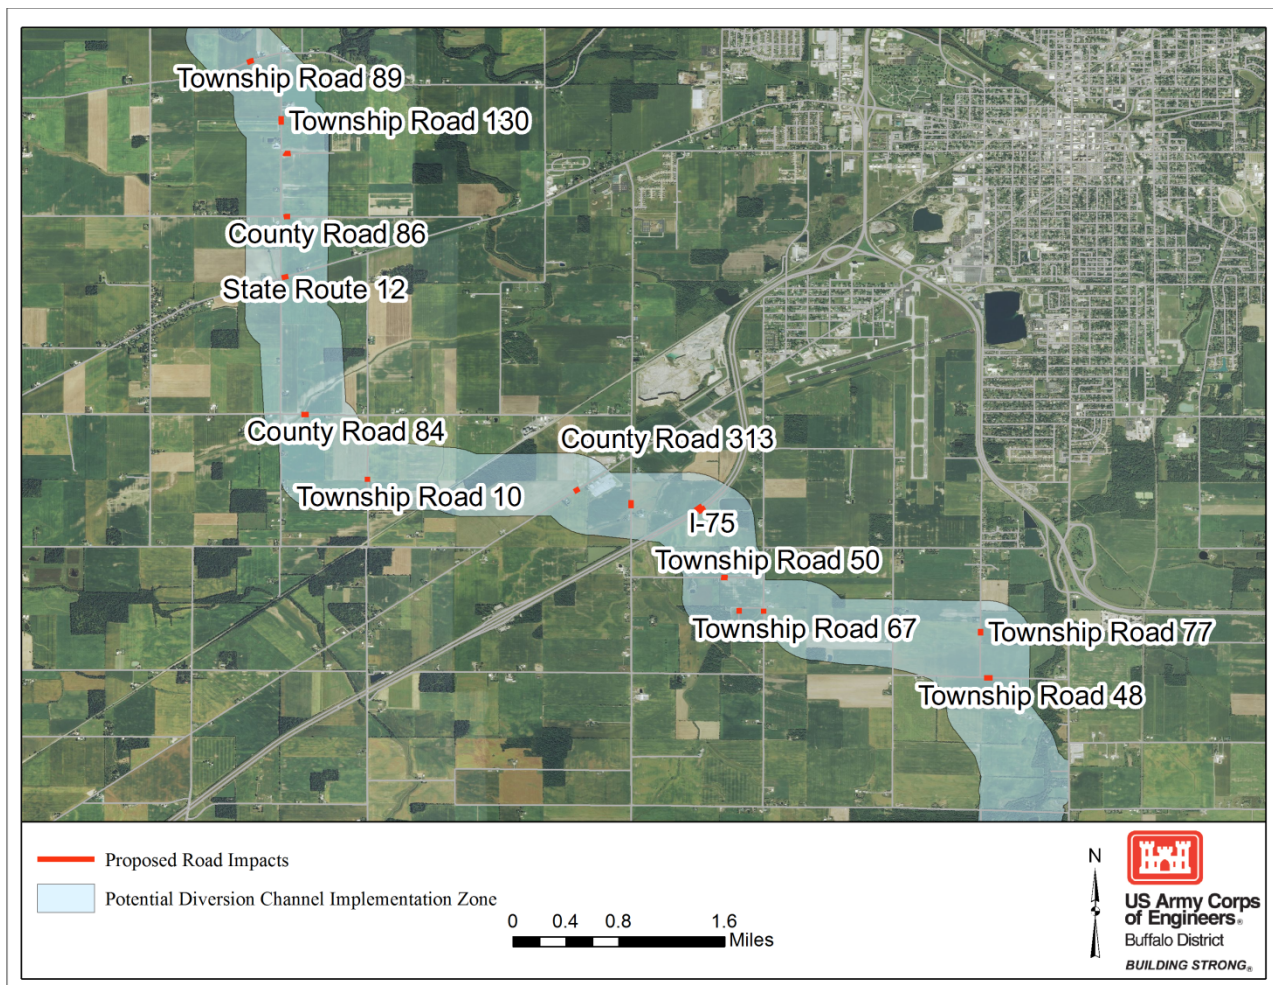 Township Road 89
Township Road 130
County Road 86
State Route 12
County Road 84
County Road 313
Township Road 10
I-75
Township Road 50
Township Road 67
Township Road 77
Township Road 48
Proposed Road Impacts
Potential Diversion Channel Implementation Zone
0 0.4 0.8 1.6
Miles
N
US Army Corps
of Engineers®
Buffalo District
BUILDING STRONG®